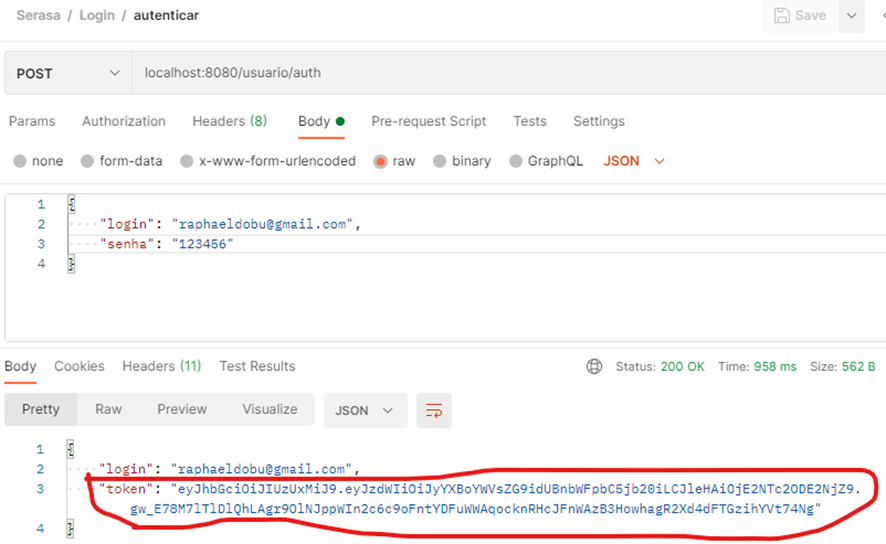 Serasa / Login / autenticar
Save
POST
localhost:8080/usuario/auth
Params Authorization Headers (8) Body Pre-request Script Tests Settings
none form-data x-www-form-urlencoded raw binary GraphQL JSON
1 {
2 "login": "raphaeldobu@gmail.com",
3 "senha": "123456"
4 }
Body Cookies Headers (11) Test Results Status: 200 OK Time: 958 ms Size: 562 B
Pretty Raw Preview Visualize JSON
1 {
2 "login": "raphaeldobu@gmail.com",
3 "token": "eyJhbGciOiJIUzUxMiJ9.eyJzdWIiOiJyYXBoYWVsZG9idUBnbWFpbC5jb20iLCJleHAiOjE2NTc2ODE2NjZ9.
gw_E78M7lTlDlQhLAgr9OlNJppWIn2c6c9oFntYDFuWWAqocknRHcJFnWAzB3HowhagR2Xd4dFTGzihYVt74Ng"
4 }